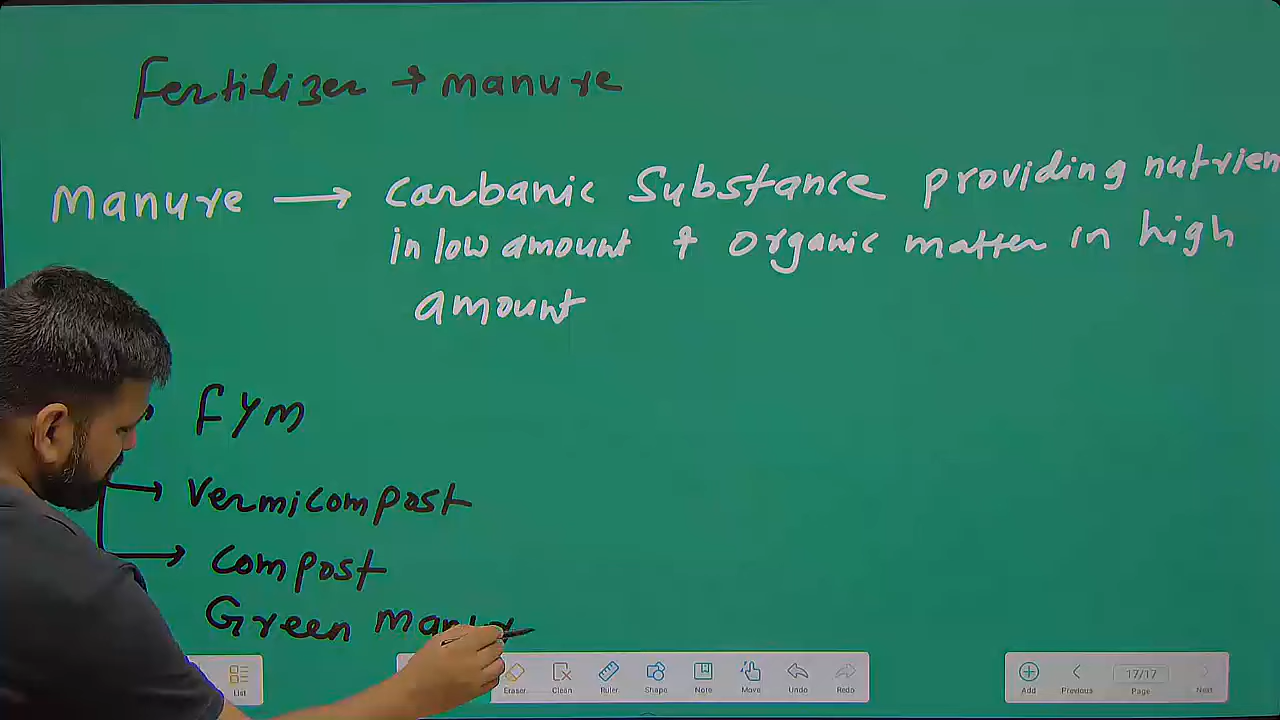 Fertilizer + manure
Manure → Carbanic Substance providing nutrien
in low amount + Organic matter in high
amount
FYM
→ Vermicompost
→ Compost
Green Manur
List
Eraser
Clean
Ruler
Shape
Note
Move
Undo
Redo
Add
Previous
17/17
Page
Next